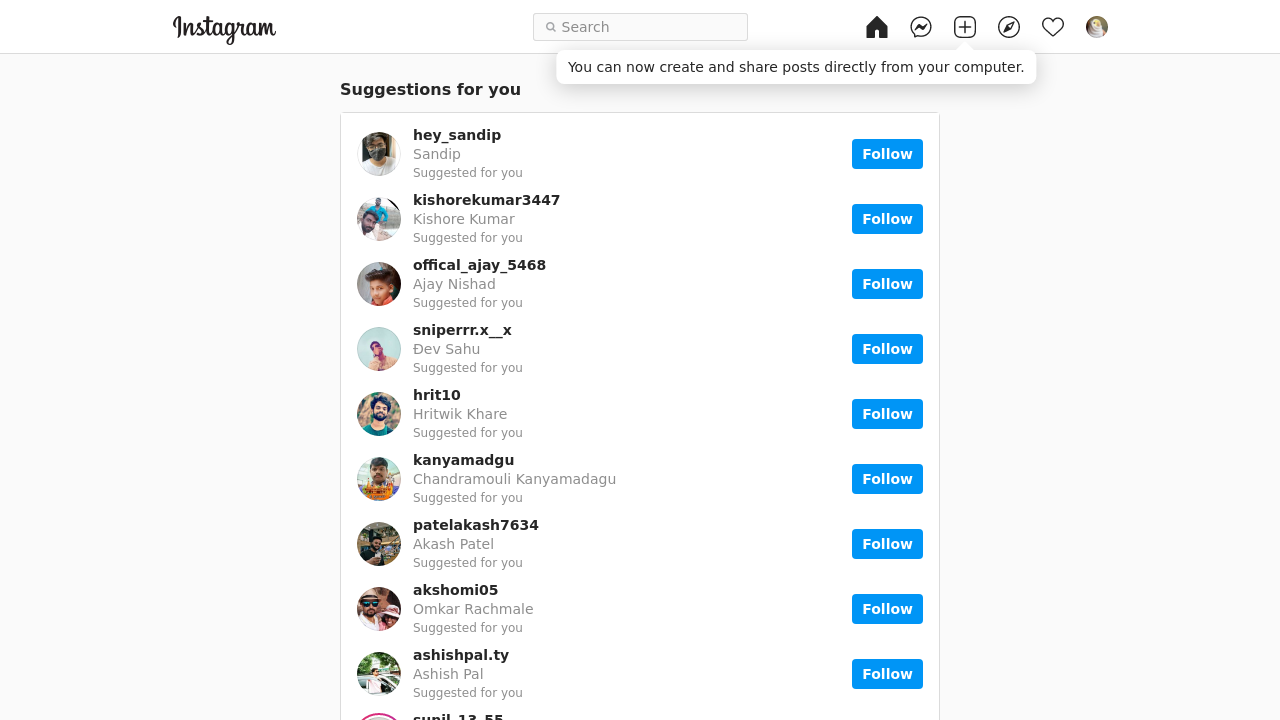 Instagram
Search
You can now create and share posts directly from your computer.
Suggestions for you
hey_sandip
Sandip
Suggested for you
Follow
kishorekumar3447
Kishore Kumar
Suggested for you
Follow
offical_ajay_5468
Ajay Nishad
Suggested for you
Follow
sniperrr.x__x
Đev Sahu
Suggested for you
Follow
hrit10
Hritwik Khare
Suggested for you
Follow
kanyamadgu
Chandramouli Kanyamadagu
Suggested for you
Follow
patelakash7634
Akash Patel
Suggested for you
Follow
akshomi05
Omkar Rachmale
Suggested for you
Follow
ashishpal.ty
Ashish Pal
Suggested for you
Follow
sunil_13_55